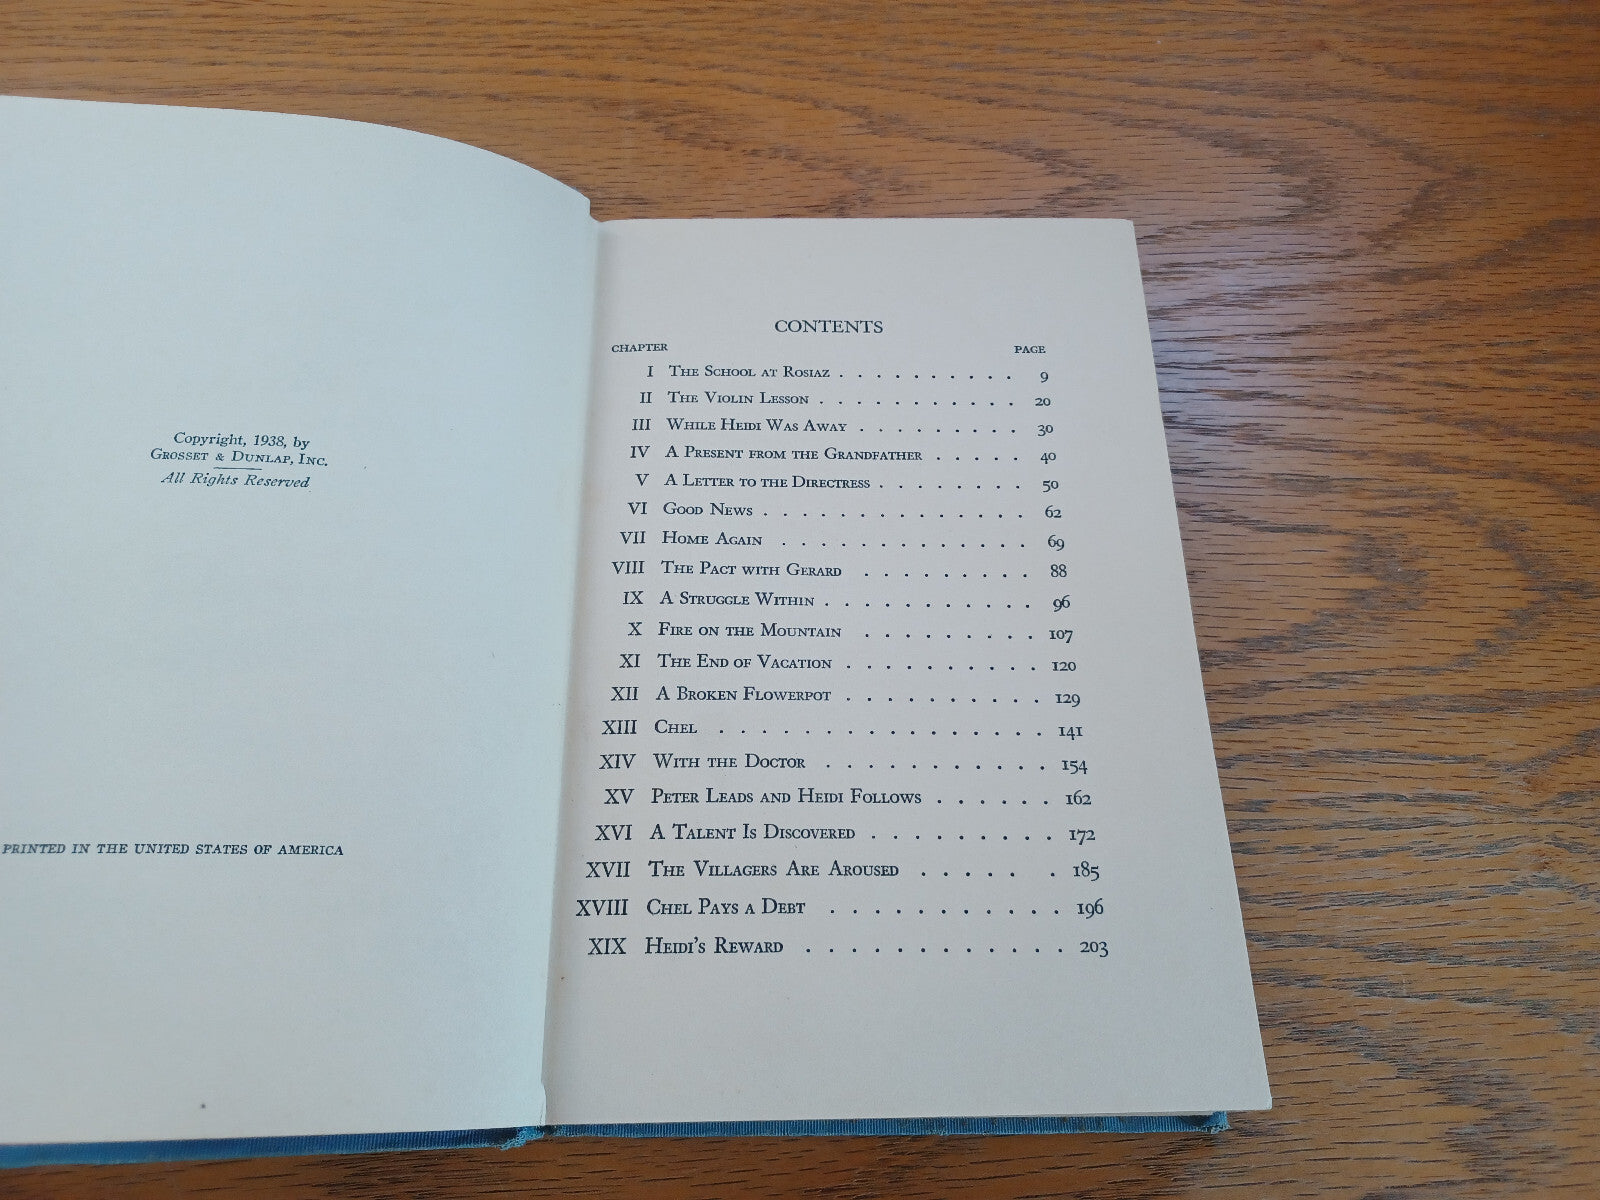 Copyright, 1938, by
Grosset & Dunlap, Inc.
All Rights Reserved
PRINTED IN THE UNITED STATES OF AMERICA
CONTENTS
CHAPTER PAGE
I The School at Rosiaz . . . . . . . . . . 9
II The Violin Lesson . . . . . . . . . . . 20
III While Heidi Was Away . . . . . . . . . 30
IV A Present from the Grandfather . . . . . 40
V A Letter to the Directress . . . . . . . . 50
VI Good News . . . . . . . . . . . . . . 62
VII Home Again . . . . . . . . . . . . . 69
VIII The Pact with Gerard . . . . . . . . . 88
IX A Struggle Within . . . . . . . . . . . 96
X Fire on the Mountain . . . . . . . . . 107
XI The End of Vacation . . . . . . . . . . 120
XII A Broken Flowerpot . . . . . . . . . . 129
XIII Chel . . . . . . . . . . . . . . . . 141
XIV With the Doctor . . . . . . . . . . . 154
XV Peter Leads and Heidi Follows . . . . . . 162
XVI A Talent Is Discovered . . . . . . . . . 172
XVII The Villagers Are Aroused . . . . . . 185
XVIII Chel Pays a Debt . . . . . . . . . . . 196
XIX Heidi's Reward . . . . . . . . . . . . 203